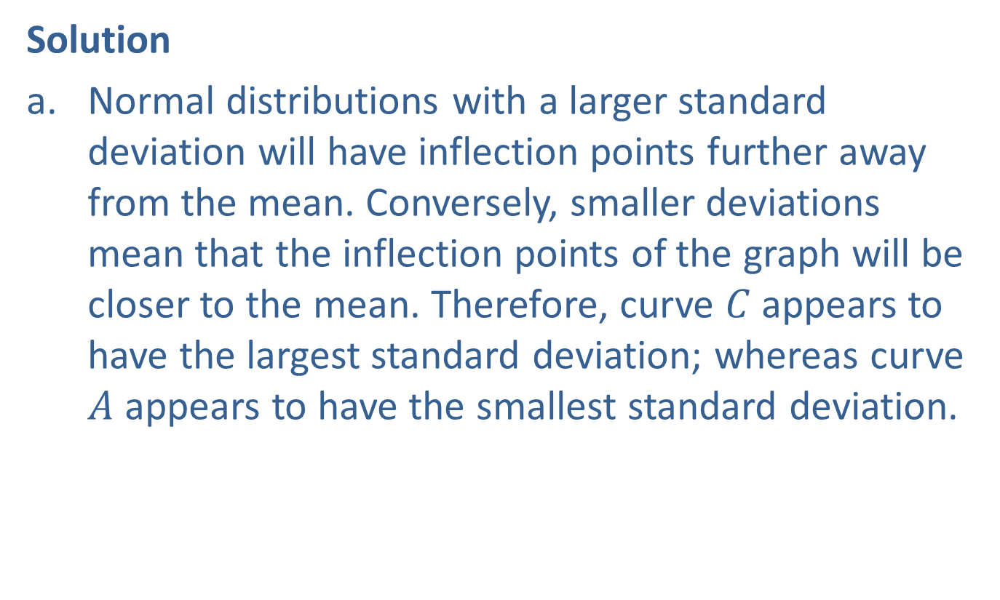 Solution
a. Normal distributions with a larger standard
deviation will have inflection points further away
from the mean. Conversely, smaller deviations
mean that the inflection points of the graph will be
closer to the mean. Therefore, curve C appears to
have the largest standard deviation; whereas curve
A appears to have the smallest standard deviation.